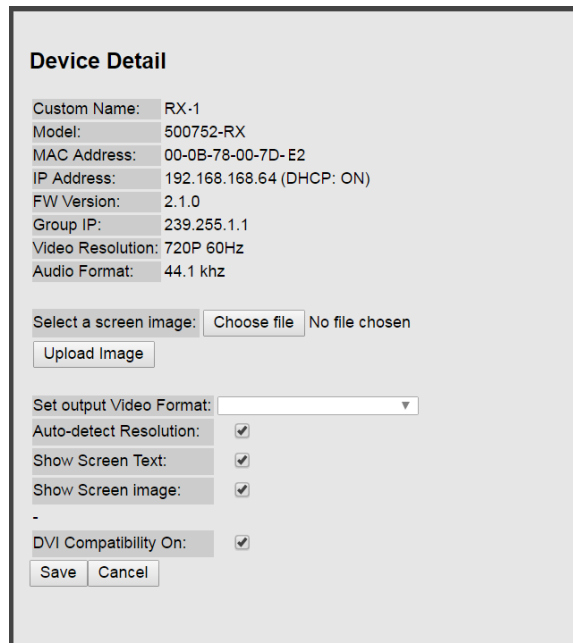 Device Detail
Custom Name: RX-1
Model: 500752-RX
MAC Address: 00-0B-78-00-7D-E2
IP Address: 192.168.168.64 (DHCP: ON)
FW Version: 2.1.0
Group IP: 239.255.1.1
Video Resolution: 720P 60Hz
Audio Format: 44.1 khz
Select a screen image: Choose file No file chosen
Upload Image
Set output Video Format:
Auto-detect Resolution:
Show Screen Text:
Show Screen image:
-
DVI Compatibility On:
Save Cancel